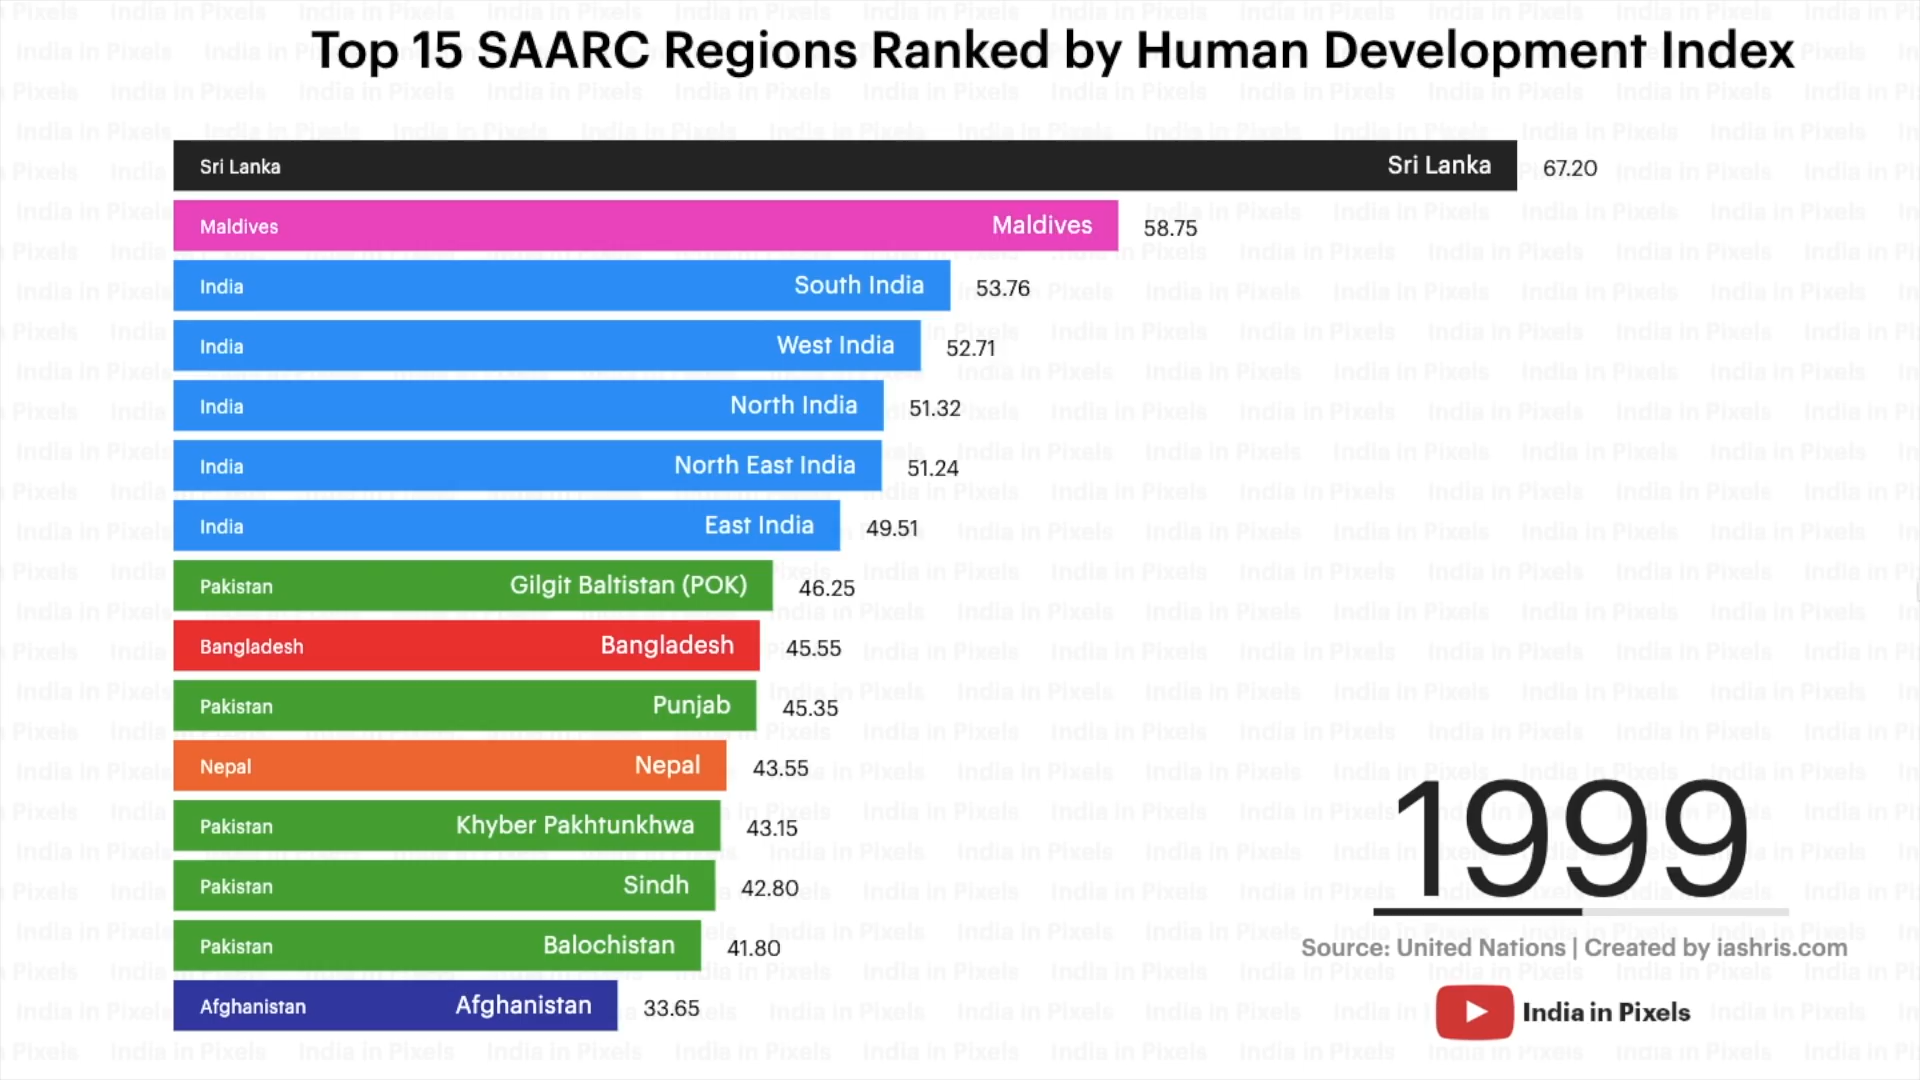 Top 15 SAARC Regions Ranked by Human Development Index
Sri Lanka Sri Lanka 67.20
Maldives Maldives 58.75
India South India 53.76
India West India 52.71
India North India 51.32
India North East India 51.24
India East India 49.51
Pakistan Gilgit Baltistan (POK) 46.25
Bangladesh Bangladesh 45.55
Pakistan Punjab 45.35
Nepal Nepal 43.55
Pakistan Khyber Pakhtunkhwa 43.15
Pakistan Sindh 42.80
Pakistan Balochistan 41.80
Afghanistan Afghanistan 33.65
1999
Source: United Nations | Created by iashris.com
India in Pixels